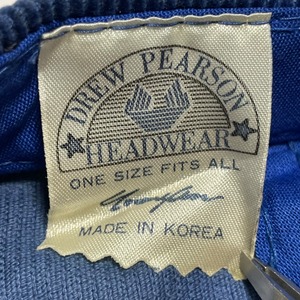 DREW PEARSON
HEADWEAR
ONE SIZE FITS ALL
MADE IN KOREA